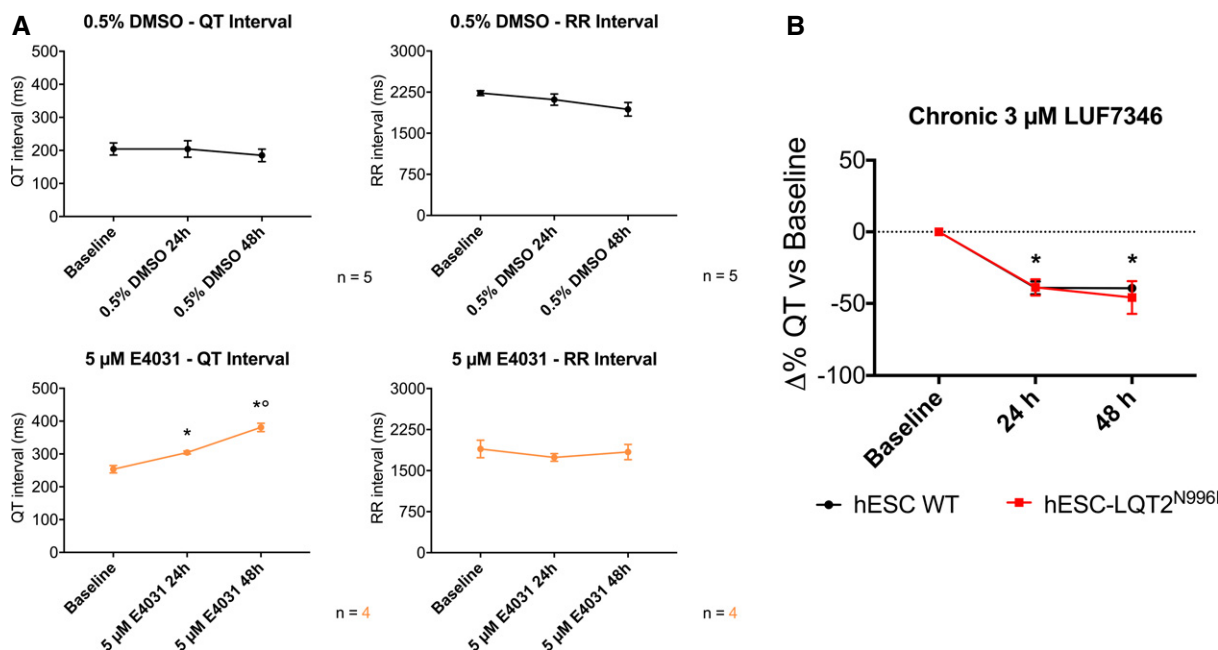 A
0.5% DMSO - QT Interval
QT interval (ms)
500
400
300
200
100
0
Baseline
0.5% DMSO 24h
0.5% DMSO 48h
n = 5
0.5% DMSO - RR Interval
RR interval (ms)
3000
2250
1500
750
0
Baseline
0.5% DMSO 24h
0.5% DMSO 48h
n = 5
5 µM E4031 - QT Interval
QT interval (ms)
500
400
300
200
100
0
*
*°
Baseline
5 µM E4031 24h
5 µM E4031 48h
n = 4
5 µM E4031 - RR Interval
RR interval (ms)
3000
2250
1500
750
0
Baseline
5 µM E4031 24h
5 µM E4031 48h
n = 4
B
Chronic 3 µM LUF7346
Δ% QT vs Baseline
50
0
-50
-100
*
*
Baseline
24 h
48 h
hESC WT
hESC-LQT2